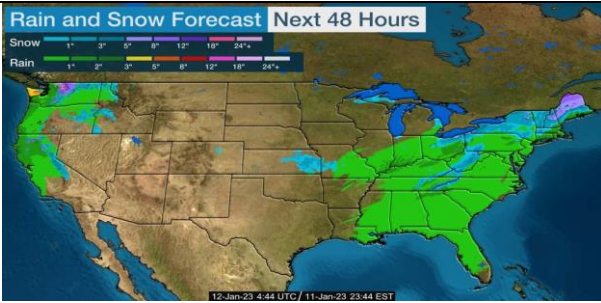 Rain and Snow Forecast Next 48 Hours
Snow 1" 3" 5" 8" 12" 18" 24"+
Rain 1" 2" 3" 5" 8" 12" 18" 24"+
12-Jan-23 4:44 UTC / 11-Jan-23 23:44 EST